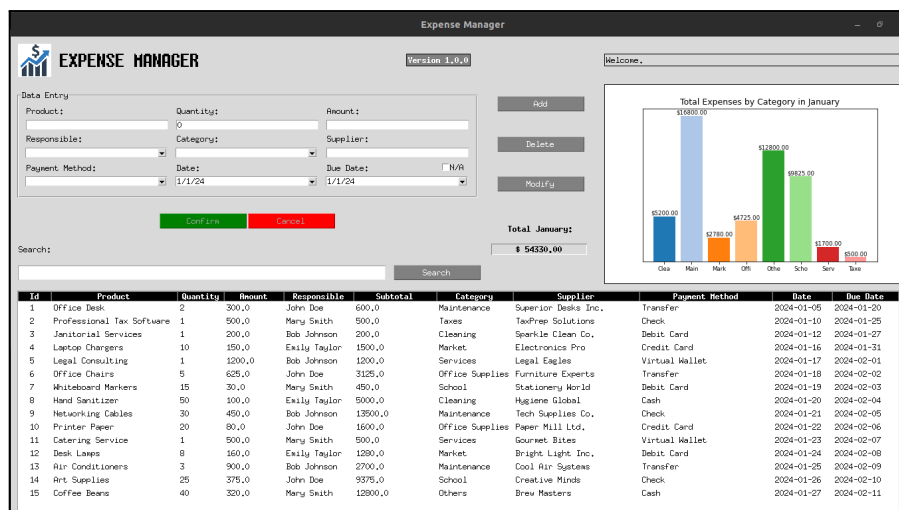 Expense Manager
EXPENSE MANAGER
Version 1.0.0
Welcome.
Data Entry
Product: Quantity: Amount:
0
Responsible: Category: Supplier:
Payment Method: Date: Due Date: N/A
1/1/24 1/1/24
Add
Delete
Modify
Confirm Cancel
Total January:
$ 54330.00
Search:
Search
Total Expenses by Category in January
$16800.00
$12800.00
$9825.00
$5200.00
$4725.00
$2780.00
$1700.00
$500.00
Clea Main Mark Offi Othe Scho Serv Taxe
Id Product Quantity Amount Responsible Subtotal Category Supplier Payment Method Date Due Date
1 Office Desk 2 300.0 John Doe 600.0 Maintenance Superior Desks Inc. Transfer 2024-01-05 2024-01-20
2 Professional Tax Software 1 500.0 Mary Smith 500.0 Taxes TaxPrep Solutions Check 2024-01-10 2024-01-25
3 Janitorial Services 1 200.0 Bob Johnson 200.0 Cleaning Sparkle Clean Co. Debit Card 2024-01-12 2024-01-27
4 Laptop Chargers 10 150.0 Emily Taylor 1500.0 Market Electronics Pro Credit Card 2024-01-16 2024-01-31
5 Legal Consulting 1 1200.0 Bob Johnson 1200.0 Services Legal Eagles Virtual Wallet 2024-01-17 2024-02-01
6 Office Chairs 5 625.0 John Doe 3125.0 Office Supplies Furniture Experts Transfer 2024-01-18 2024-02-02
7 Whiteboard Markers 15 30.0 Mary Smith 450.0 School Stationery World Debit Card 2024-01-19 2024-02-03
8 Hand Sanitizer 50 100.0 Emily Taylor 5000.0 Cleaning Hygiene Global Cash 2024-01-20 2024-02-04
9 Networking Cables 30 450.0 Bob Johnson 13500.0 Maintenance Tech Supplies Co. Check 2024-01-21 2024-02-05
10 Printer Paper 20 80.0 John Doe 1600.0 Office Supplies Paper Mill Ltd. Credit Card 2024-01-22 2024-02-06
11 Catering Service 1 500.0 Mary Smith 500.0 Services Gourmet Bites Virtual Wallet 2024-01-23 2024-02-07
12 Desk Lamps 8 160.0 Emily Taylor 1280.0 Market Bright Light Inc. Debit Card 2024-01-24 2024-02-08
13 Air Conditioners 3 900.0 Bob Johnson 2700.0 Maintenance Cool Air Systems Transfer 2024-01-25 2024-02-09
14 Art Supplies 25 375.0 John Doe 9375.0 School Creative Minds Check 2024-01-26 2024-02-10
15 Coffee Beans 40 320.0 Mary Smith 12800.0 Others Brew Masters Cash 2024-01-27 2024-02-11